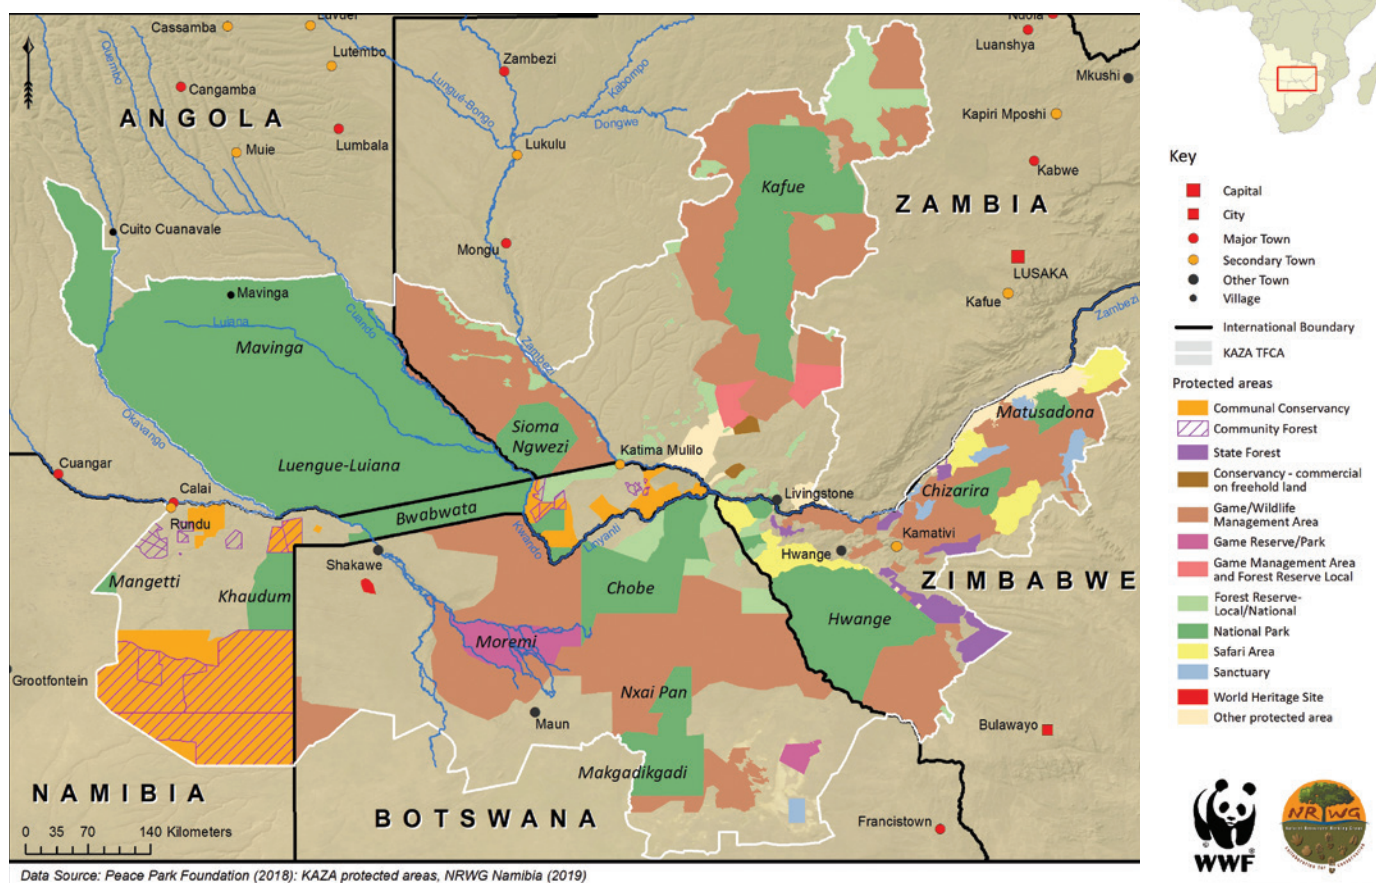 Cassamba
Luvuei
Lutembo
Cangamba
Quembo
ANGOLA
Muie
Lumbala
Lungué-Bongo
Zambezi
Kabompo
Dongwe
Lukulu
Ndola
Luanshya
Mkushi
Kapiri Mposhi
Kabwe
Kafue
ZAMBIA
Cuito Cuanavale
Mongu
LUSAKA
Kafue
Zambezi
Mavinga
Luiana
Mavinga
Cuando
Zambezi
Okavango
Sioma
Ngwezi
Luengue-Luiana
Katima Mulilo
Matusadona
Cuangar
Calai
Rundu
Bwabwata
Livingstone
Chizarira
Kwando
Linyanti
Kamativi
Hwange
Shakawe
ZIMBABWE
Mangetti
Khaudum
Chobe
Hwange
Moremi
Grootfontein
Nxai Pan
Maun
Bulawayo
Makgadikgadi
NAMIBIA
BOTSWANA
Francistown
0 35 70 140 Kilometers
Data Source: Peace Park Foundation (2018): KAZA protected areas, NRWG Namibia (2019)
Key
Capital
City
Major Town
Secondary Town
Other Town
Village
International Boundary
KAZA TFCA
Protected areas
Communal Conservancy
Community Forest
State Forest
Conservancy - commercial
on freehold land
Game/Wildlife
Management Area
Game Reserve/Park
Game Management Area
and Forest Reserve Local
Forest Reserve-
Local/National
National Park
Safari Area
Sanctuary
World Heritage Site
Other protected area
WWF
NRWG